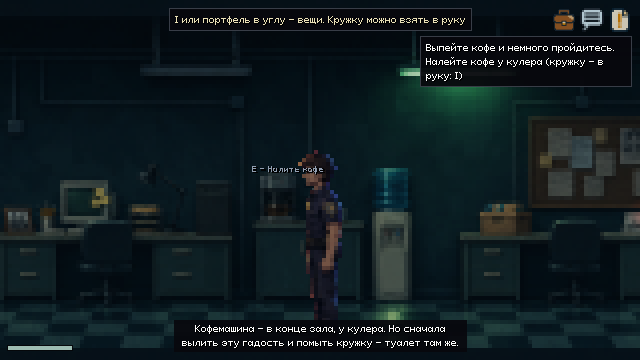 I или портфель в углу – вещи. Кружку можно взять в руку
Выпейте кофе и немного пройдитесь.
Налейте кофе у кулера (кружку – в
руку: I)
E – Налить кофе
Кофемашина – в конце зала, у кулера. Но сначала
вылить эту гадость и помыть кружку – туалет там же.